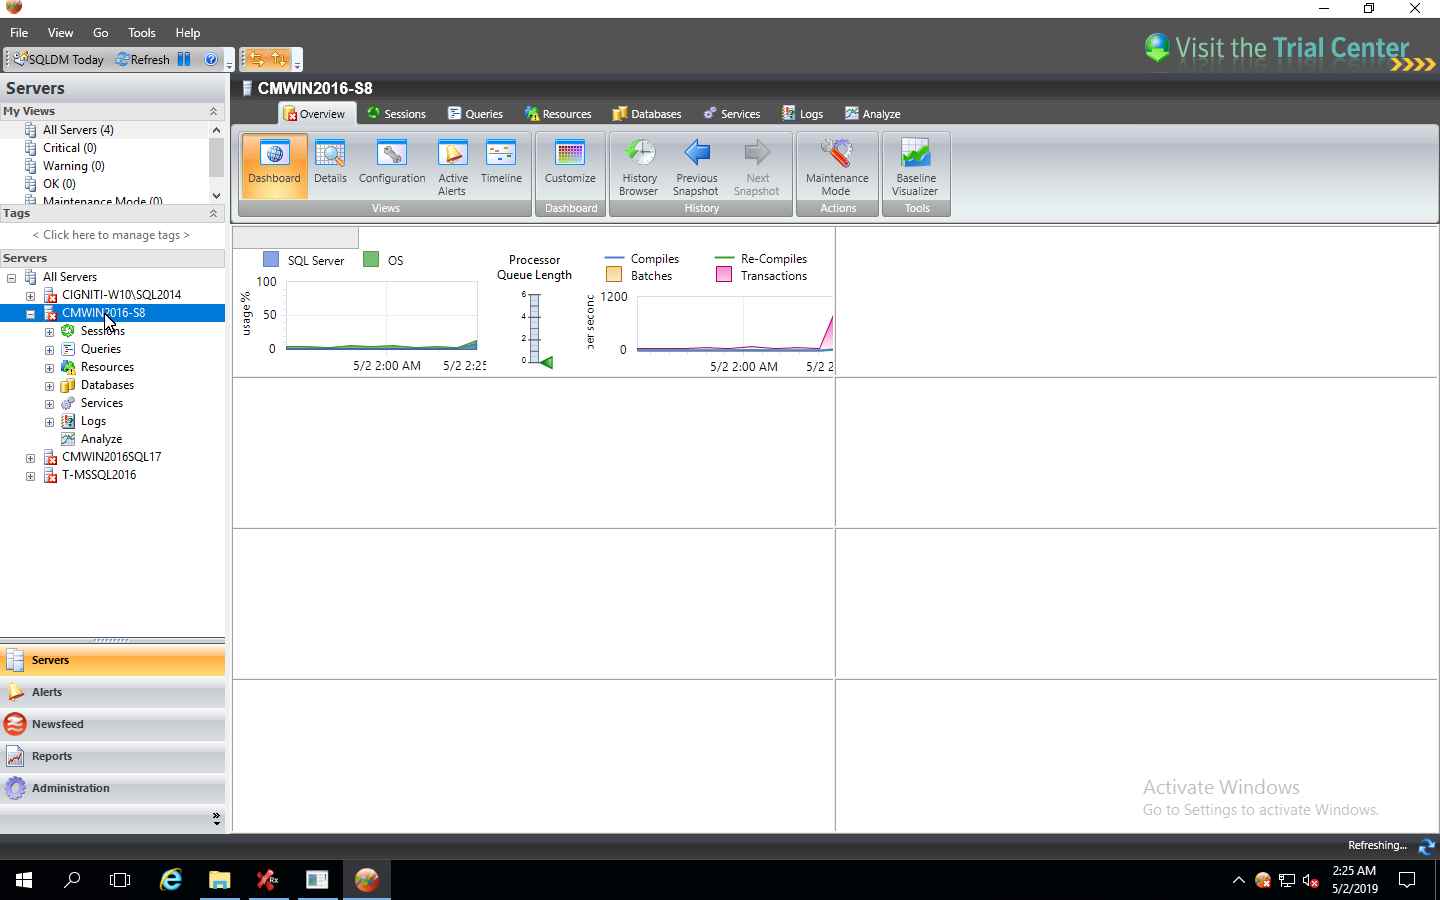 File View Go Tools Help
SQLDM Today Refresh
Visit the Trial Center
Servers
My Views
All Servers (4)
Critical (0)
Warning (0)
OK (0)
Maintenance Mode (0)
Tags
< Click here to manage tags >
Servers
All Servers
CIGNITI-W10\SQL2014
CMWIN2016-S8
Sessions
Queries
Resources
Databases
Services
Logs
Analyze
CMWIN2016SQL17
T-MSSQL2016
Servers
Alerts
Newsfeed
Reports
Administration
CMWIN2016-S8
Overview Sessions Queries Resources Databases Services Logs Analyze
Dashboard Details Configuration Active Alerts Timeline
Views
Customize
Dashboard
History Browser Previous Snapshot Next Snapshot
History
Maintenance Mode
Actions
Baseline Visualizer
Tools
SQL Server OS
100
50
0
usage %
5/2 2:00 AM 5/2 2:25
Processor
Queue Length
6
4
2
0
Compiles Re-Compiles
Batches Transactions
1200
0
per second
5/2 2:00 AM 5/2 2
Activate Windows
Go to Settings to activate Windows.
Refreshing...
Rx
2:25 AM
5/2/2019